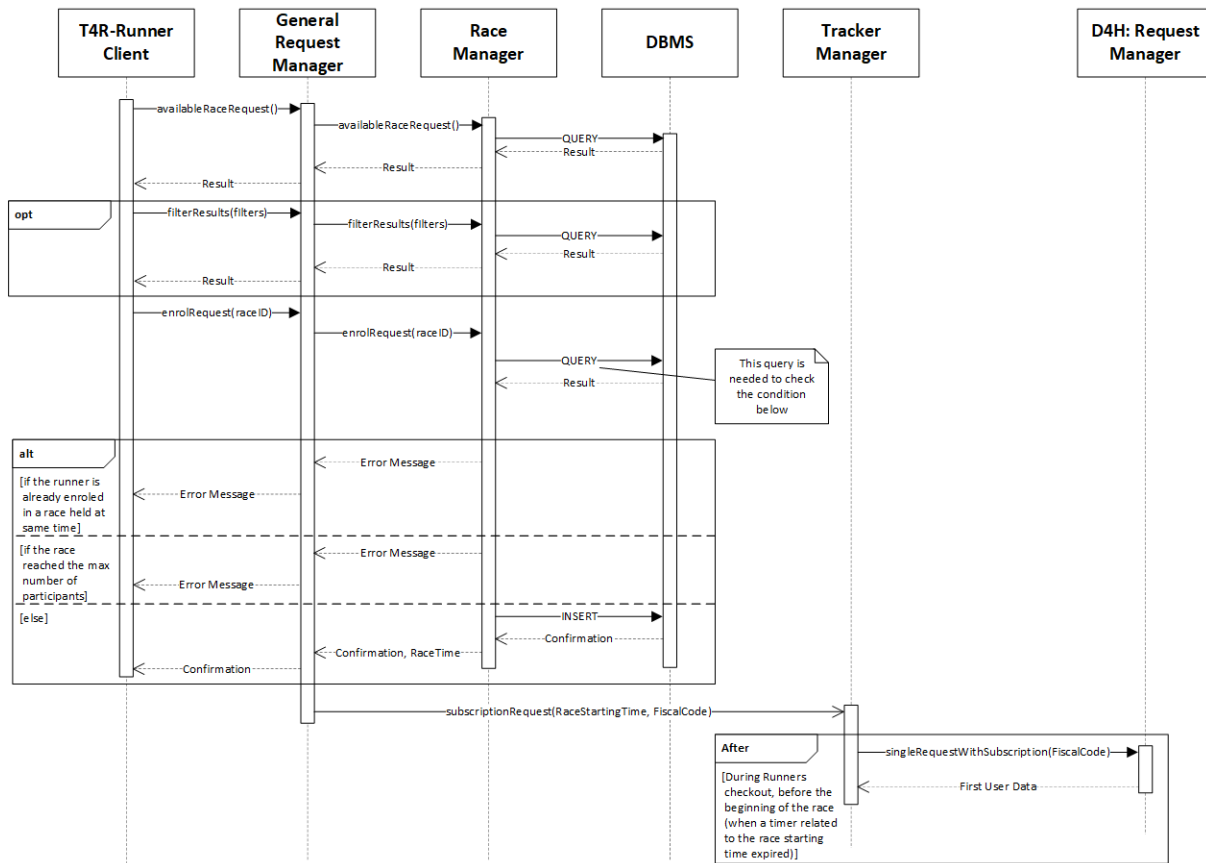 T4R-Runner
Client
General
Request
Manager
Race
Manager
DBMS
Tracker
Manager
D4H: Request
Manager
availableRaceRequest()
availableRaceRequest()
QUERY
Result
Result
Result
opt
filterResults(filters)
filterResults(filters)
QUERY
Result
Result
Result
enrolRequest(raceID)
enrolRequest(raceID)
QUERY
Result
This query is
needed to check
the condition
below
alt
[if the runner is
already enroled
in a race held at
same time]
Error Message
Error Message
[if the race
reached the max
number of
participants]
Error Message
Error Message
[else]
INSERT
Confirmation
Confirmation, RaceTime
Confirmation
subscriptionRequest(RaceStartingTime, FiscalCode)
After
[During Runners
checkout, before the
beginning of the race
(when a timer related
to the race starting
time expired)]
singleRequestWithSubscription(FiscalCode)
First User Data